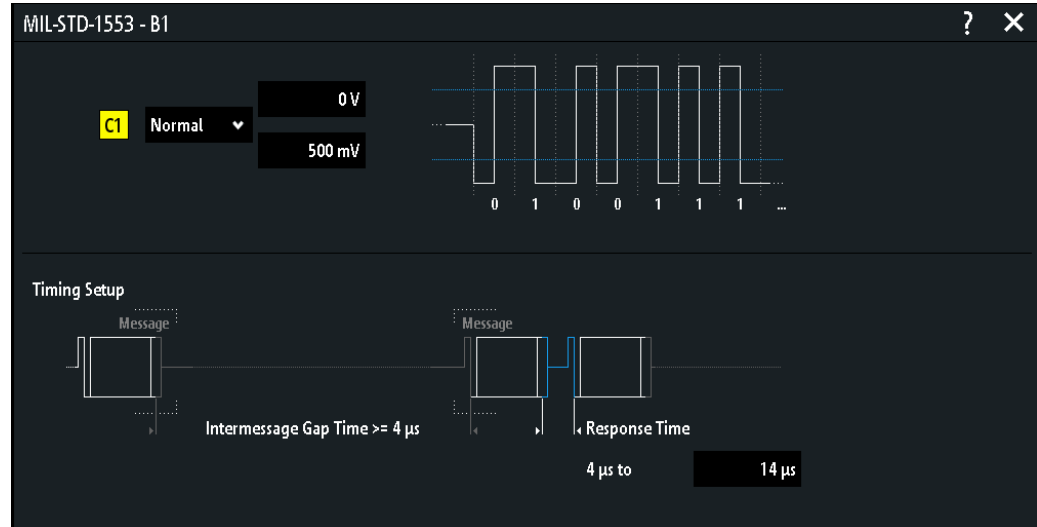 MIL-STD-1553 - B1 ? ✕
0 V
C1 Normal
500 mV
0 1 0 0 1 1 1 ...
Timing Setup
Message Message
Intermessage Gap Time >= 4 µs Response Time
4 µs to 14 µs